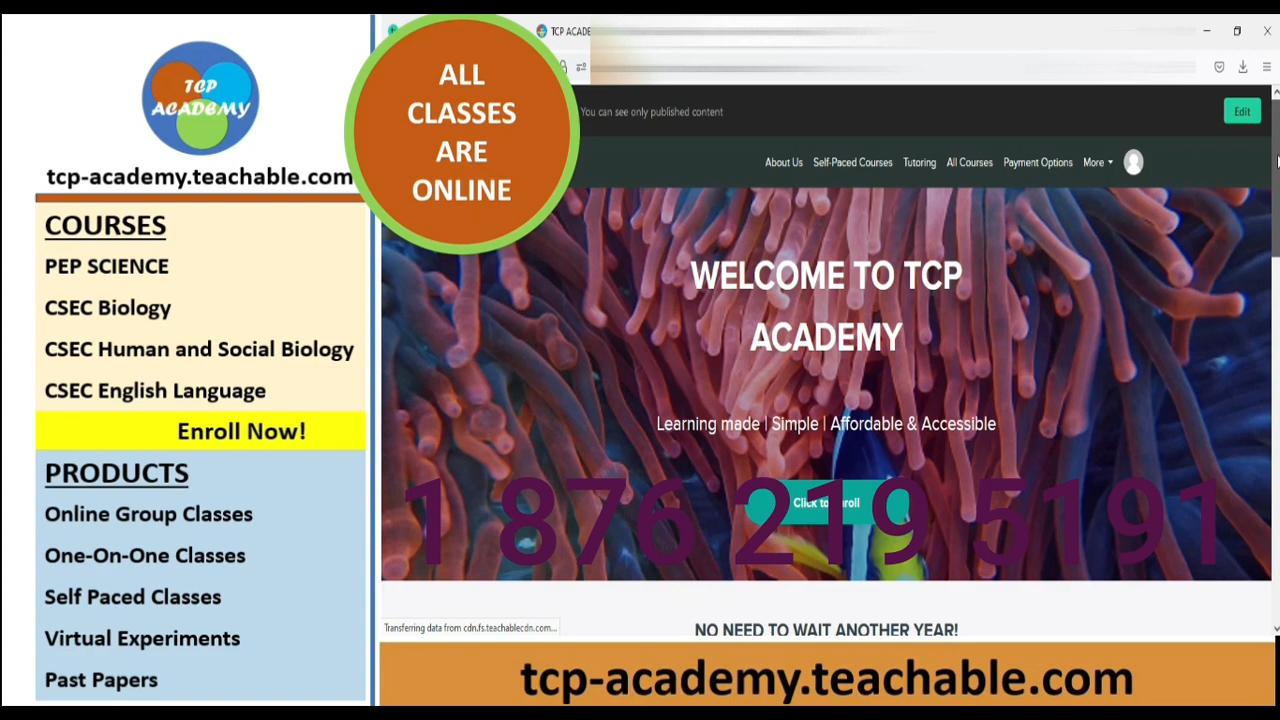 TCP
ACADEMY
tcp-academy.teachable.com
COURSES
PEP SCIENCE
CSEC Biology
CSEC Human and Social Biology
CSEC English Language
Enroll Now!
PRODUCTS
Online Group Classes
One-On-One Classes
Self Paced Classes
Virtual Experiments
Past Papers
ALL
CLASSES
ARE
ONLINE
TCP ACADE
You can see only published content
Edit
About Us Self-Paced Courses Tutoring All Courses Payment Options More
WELCOME TO TCP
ACADEMY
Learning made | Simple | Affordable & Accessible
Click to Enroll
1 876 219 5191
Transferring data from cdn.fs.teachablecdn.com...
NO NEED TO WAIT ANOTHER YEAR!
tcp-academy.teachable.com